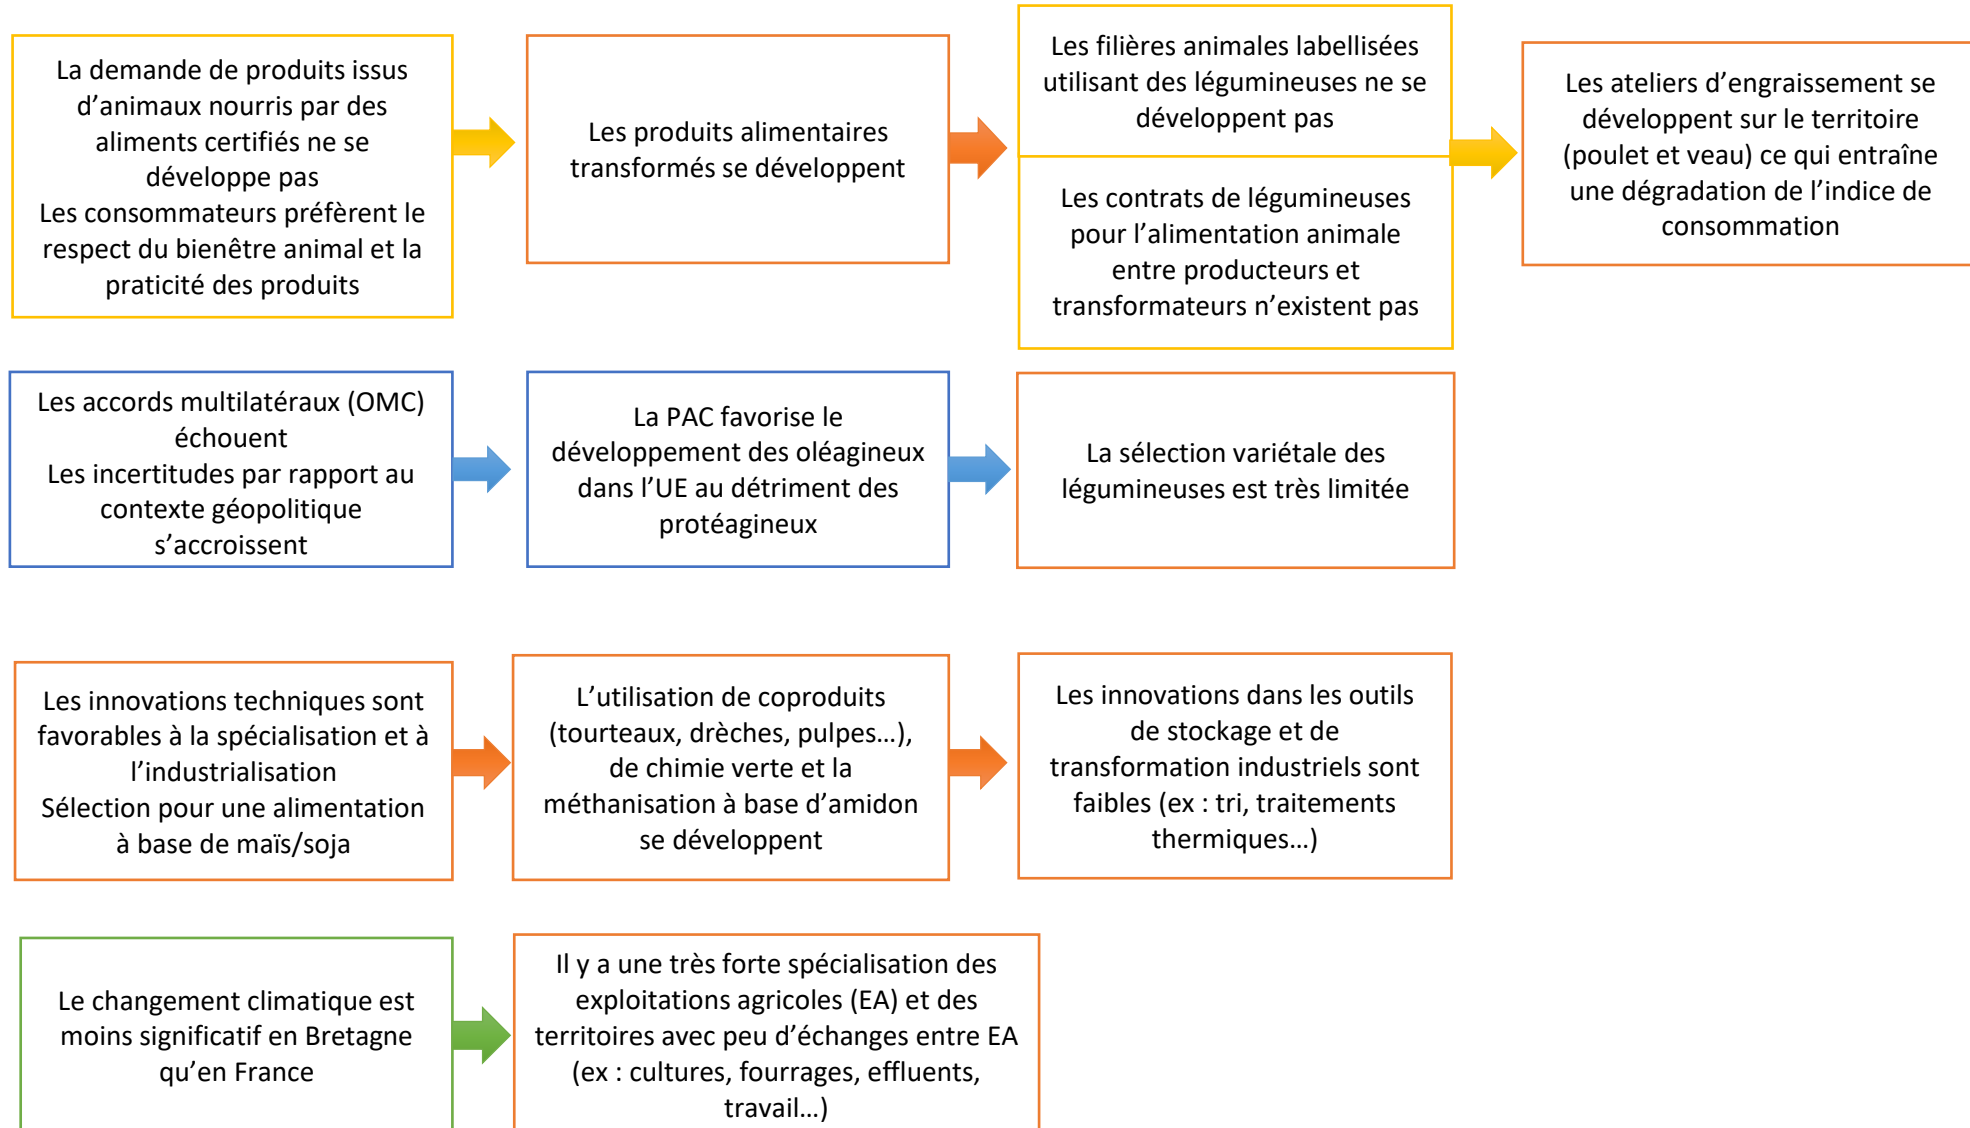 La demande de produits issus
d’animaux nourris par des
aliments certifiés ne se
développe pas
Les consommateurs préfèrent le
respect du bienêtre animal et la
praticité des produits
Les produits alimentaires
transformés se développent
Les filières animales labellisées
utilisant des légumineuses ne se
développent pas
Les contrats de légumineuses
pour l’alimentation animale
entre producteurs et
transformateurs n’existent pas
Les ateliers d’engraissement se
développent sur le territoire
(poulet et veau) ce qui entraîne
une dégradation de l’indice de
consommation
Les accords multilatéraux (OMC)
échouent
Les incertitudes par rapport au
contexte géopolitique
s’accroissent
La PAC favorise le
développement des oléagineux
dans l’UE au détriment des
protéagineux
La sélection variétale des
légumineuses est très limitée
Les innovations techniques sont
favorables à la spécialisation et à
l’industrialisation
Sélection pour une alimentation
à base de maïs/soja
L’utilisation de coproduits
(tourteaux, drèches, pulpes…),
de chimie verte et la
méthanisation à base d’amidon
se développent
Les innovations dans les outils
de stockage et de
transformation industriels sont
faibles (ex : tri, traitements
thermiques…)
Le changement climatique est
moins significatif en Bretagne
qu’en France
Il y a une très forte spécialisation des
exploitations agricoles (EA) et des
territoires avec peu d’échanges entre EA
(ex : cultures, fourrages, effluents,
travail…)